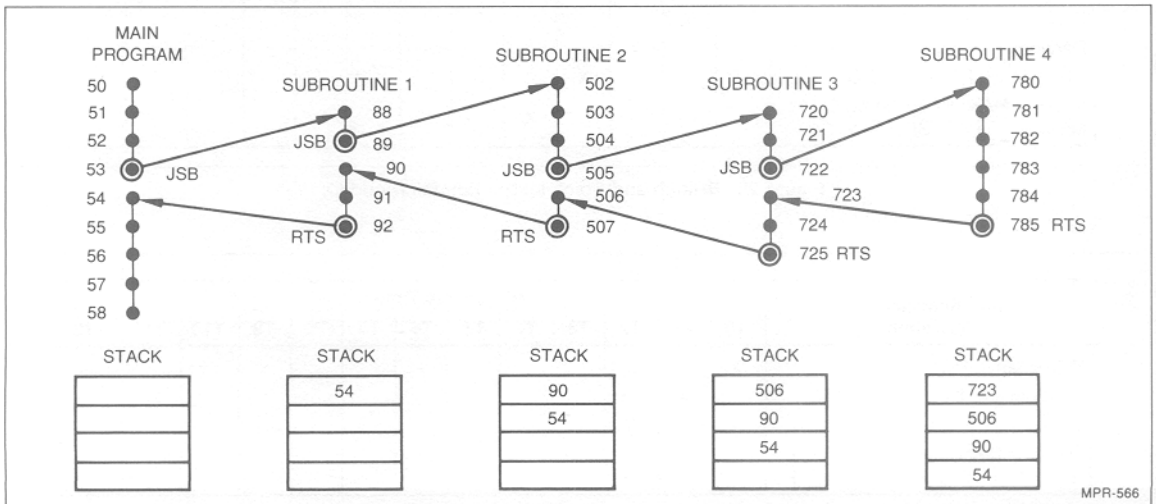 MAIN
PROGRAM
50
51
52
53
JSB
54
55
56
57
58
SUBROUTINE 1
88
JSB
89
90
91
RTS
92
SUBROUTINE 2
502
503
504
JSB
505
506
RTS
507
SUBROUTINE 3
720
721
JSB
722
723
724
725 RTS
SUBROUTINE 4
780
781
782
783
784
785 RTS
STACK
STACK
54
STACK
90
54
STACK
506
90
54
STACK
723
506
90
54
MPR-566